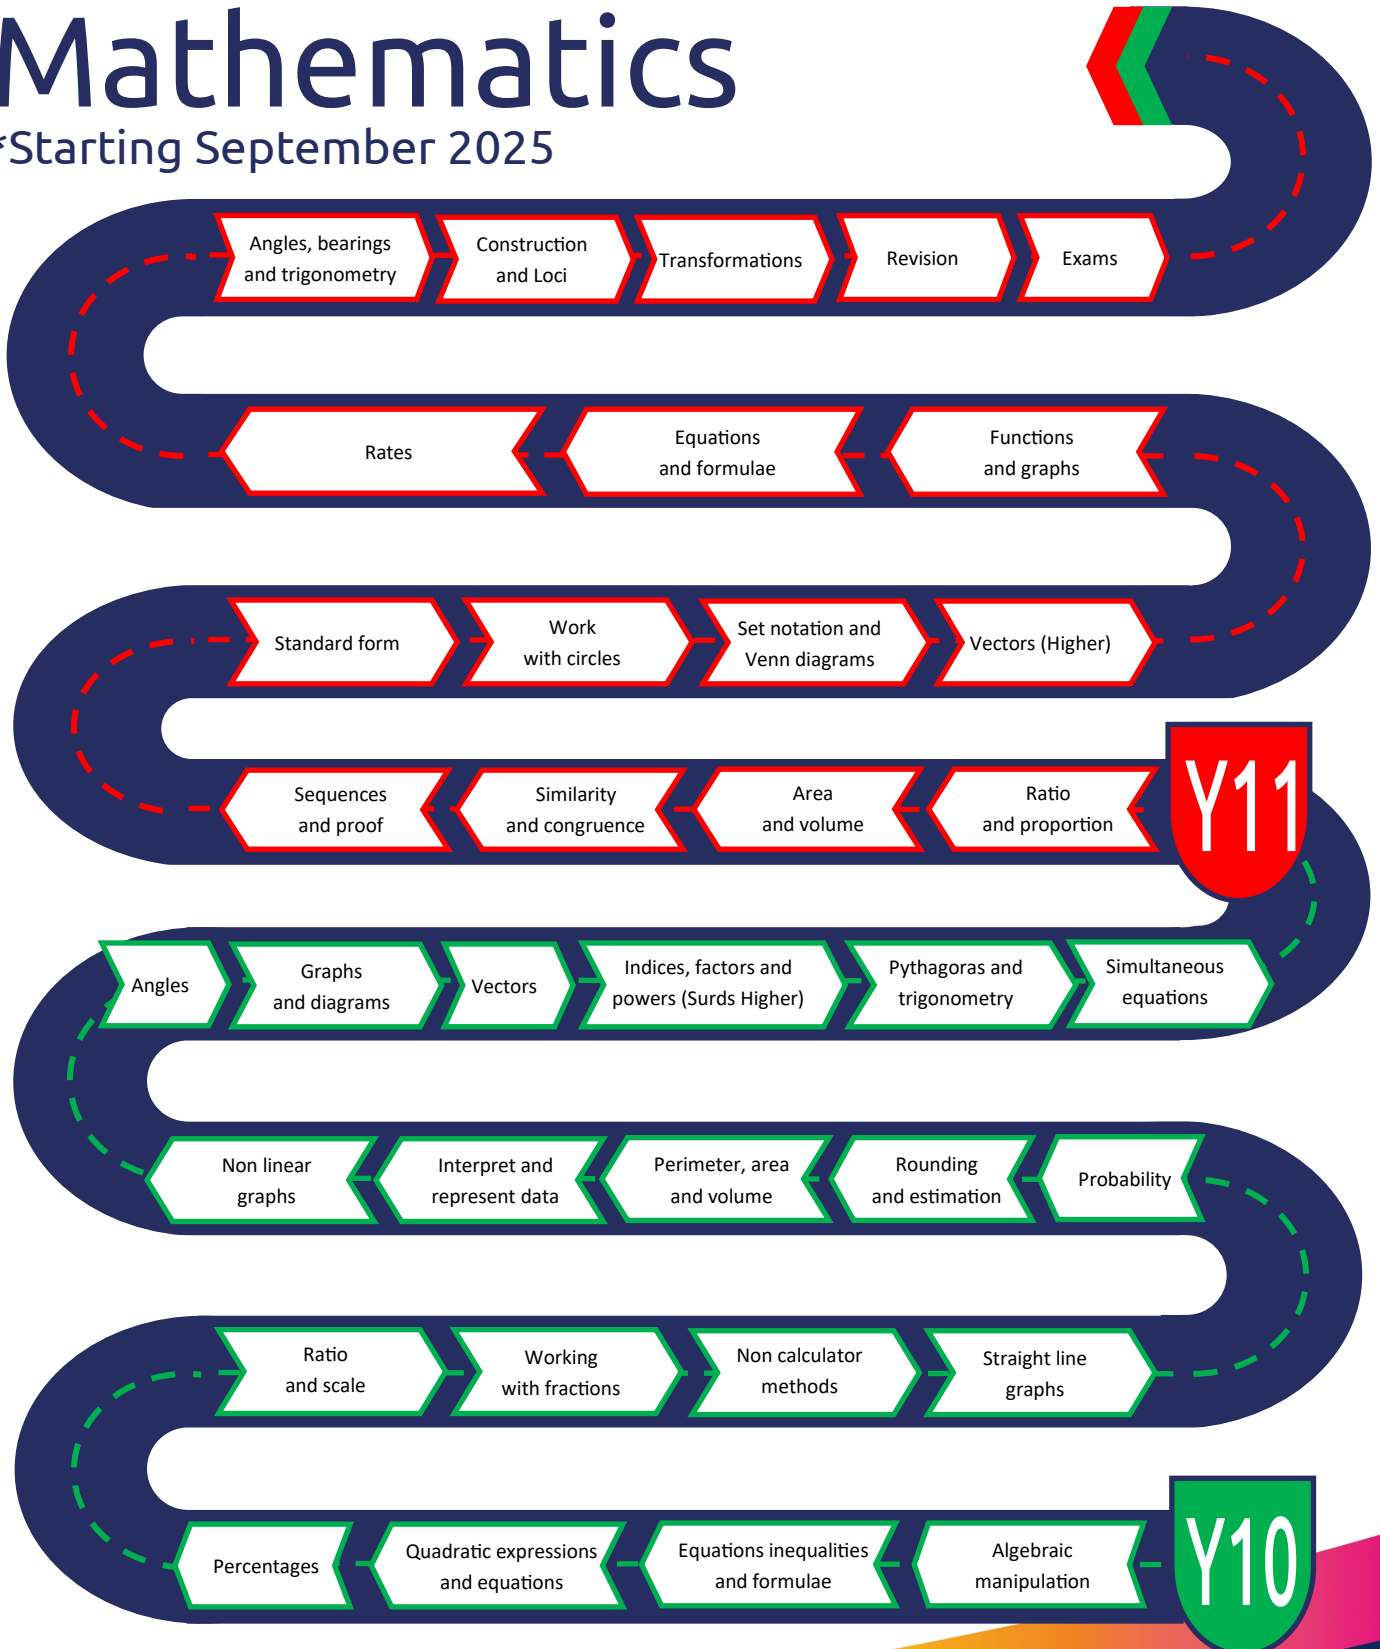 Mathematics
*Starting September 2025
Angles, bearings
and trigonometry
Construction
and Loci
Transformations
Revision
Exams
Rates
Equations
and formulae
Functions
and graphs
Standard form
Work
with circles
Set notation and
Venn diagrams
Vectors (Higher)
Sequences
and proof
Similarity
and congruence
Area
and volume
Ratio
and proportion
Y11
Angles
Graphs
and diagrams
Vectors
Indices, factors and
powers (Surds Higher)
Pythagoras and
trigonometry
Simultaneous
equations
Non linear
graphs
Interpret and
represent data
Perimeter, area
and volume
Rounding
and estimation
Probability
Ratio
and scale
Working
with fractions
Non calculator
methods
Straight line
graphs
Percentages
Quadratic expressions
and equations
Equations inequalities
and formulae
Algebraic
manipulation
Y10